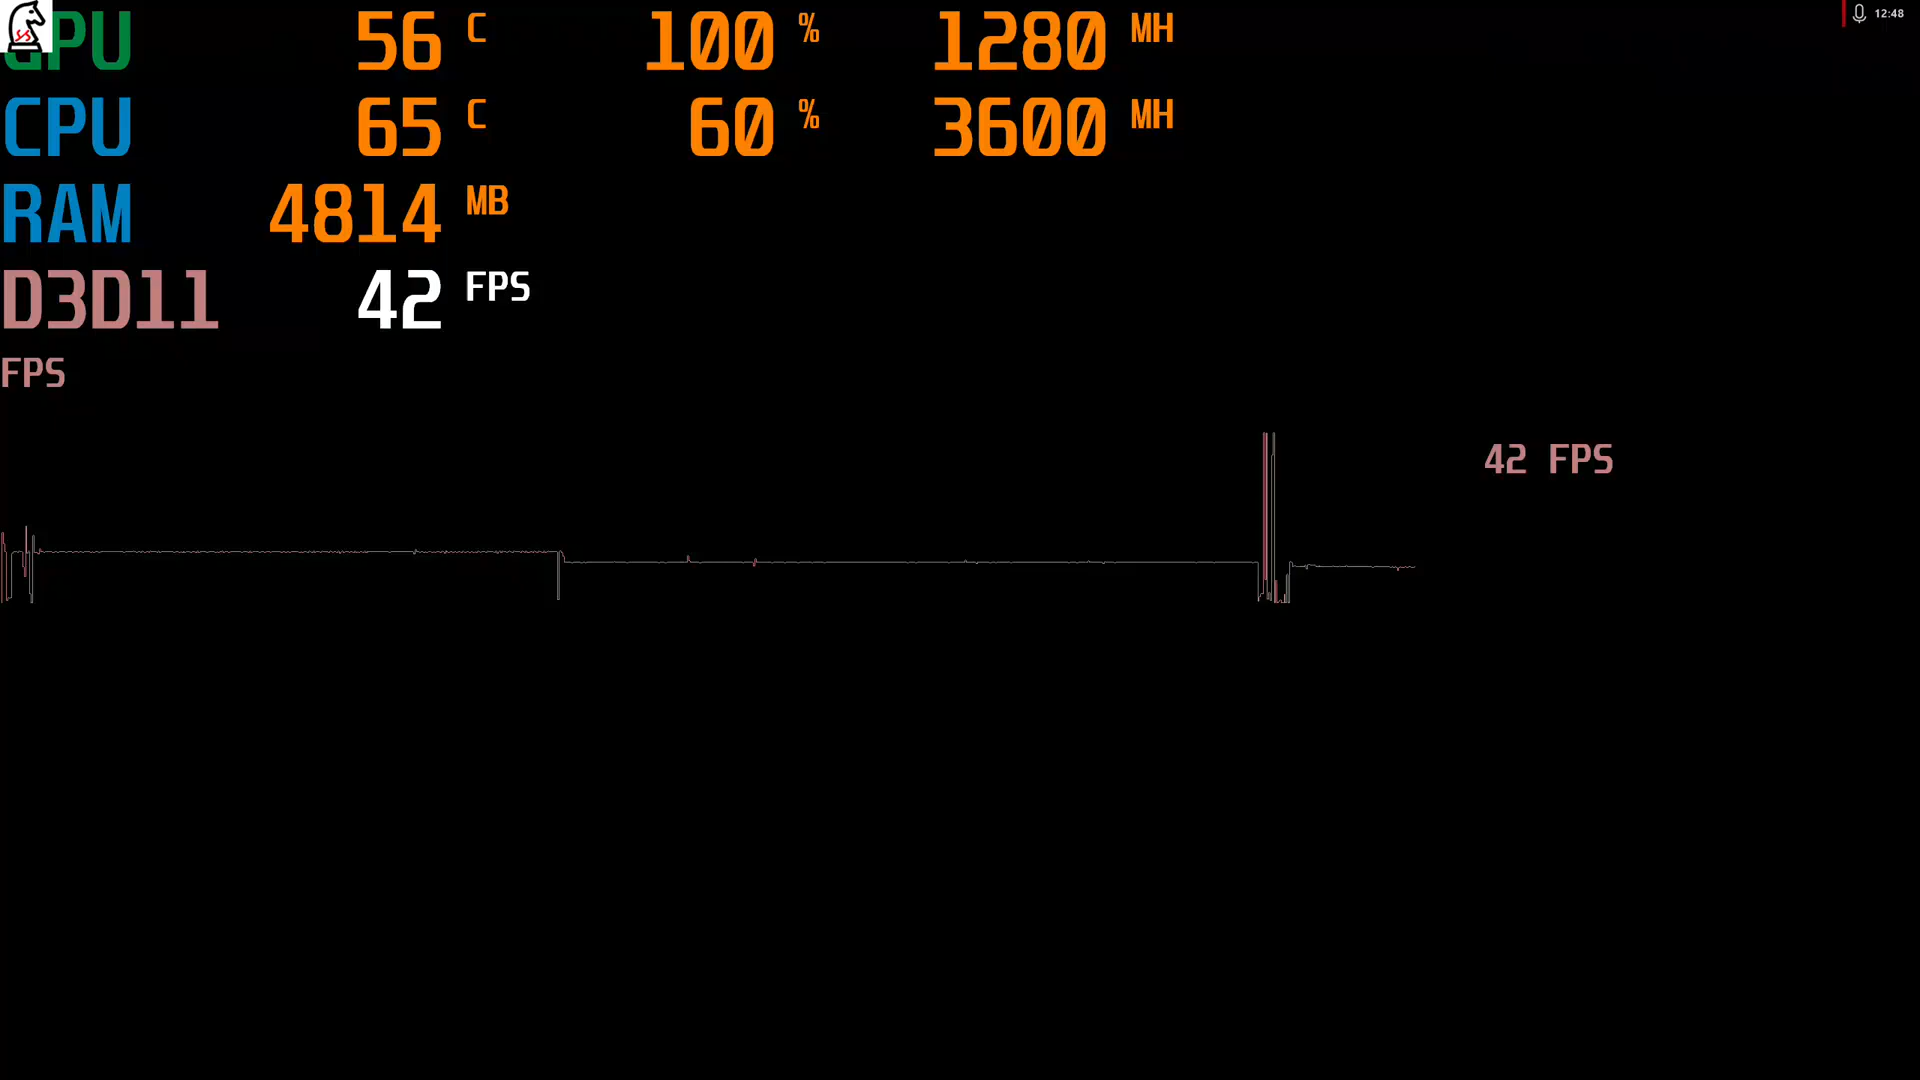 GPU 56 C 100 % 1280 MH
CPU 65 C 60 % 3600 MH
RAM 4814 MB
D3D11 42 FPS
FPS
42 FPS
12:48